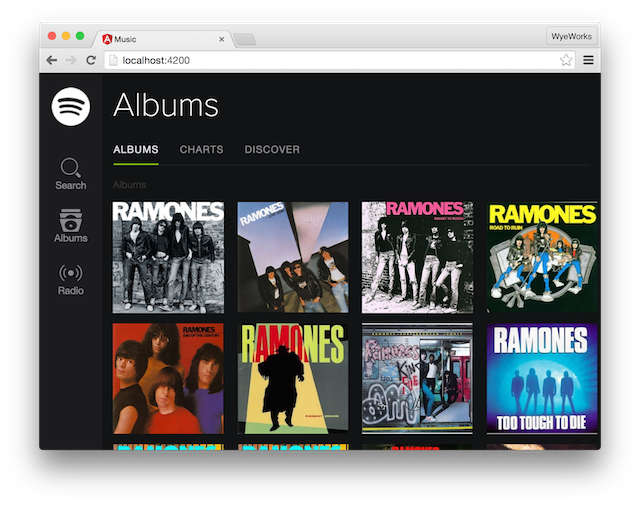 Music
WyeWorks
localhost:4200
Albums
ALBUMS CHARTS DISCOVER
Search
Albums
Radio
Albums
RAMONES
RAMONES
RAMONES
ROCKET TO RUSSIA
RAMONES
ROAD TO RUIN
RAMONES
END OF THE CENTURY
RAMONES
PLEASANT DREAMS
RAMONES
TOO TOUGH TO DIE